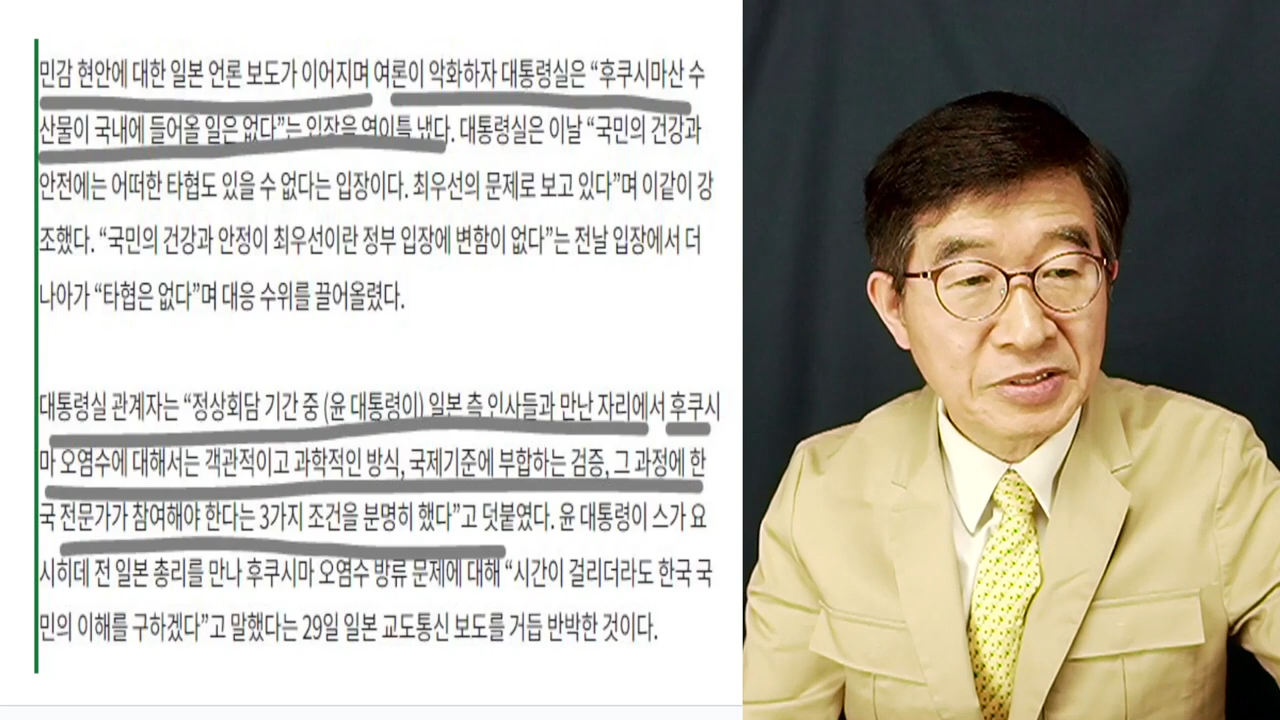 민감 현안에 대한 일본 언론 보도가 이어지며 여론이 악화하자 대통령실은 “후쿠시마산 수
산물이 국내에 들어올 일은 없다”는 입장을 연이틀 냈다. 대통령실은 이날 “국민의 건강과
안전에는 어떠한 타협도 있을 수 없다는 입장이다. 최우선의 문제로 보고 있다”며 이같이 강
조했다. “국민의 건강과 안정이 최우선이란 정부 입장에 변함이 없다”는 전날 입장에서 더
나아가 “타협은 없다”며 대응 수위를 끌어올렸다.
대통령실 관계자는 “정상회담 기간 중 (윤 대통령이) 일본 측 인사들과 만난 자리에서 후쿠시
마 오염수에 대해서는 객관적이고 과학적인 방식, 국제기준에 부합하는 검증, 그 과정에 한
국 전문가가 참여해야 한다는 3가지 조건을 분명히 했다”고 덧붙였다. 윤 대통령이 스가 요
시히데 전 일본 총리를 만나 후쿠시마 오염수 방류 문제에 대해 “시간이 걸리더라도 한국 국
민의 이해를 구하겠다”고 말했다는 29일 일본 교도통신 보도를 거듭 반박한 것이다.